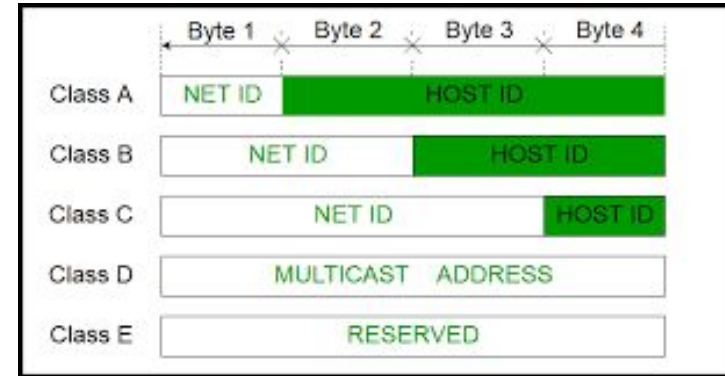 Byte 1 Byte 2 Byte 3 Byte 4
Class A NET ID HOST ID
Class B NET ID HOST ID
Class C NET ID HOST ID
Class D MULTICAST ADDRESS
Class E RESERVED